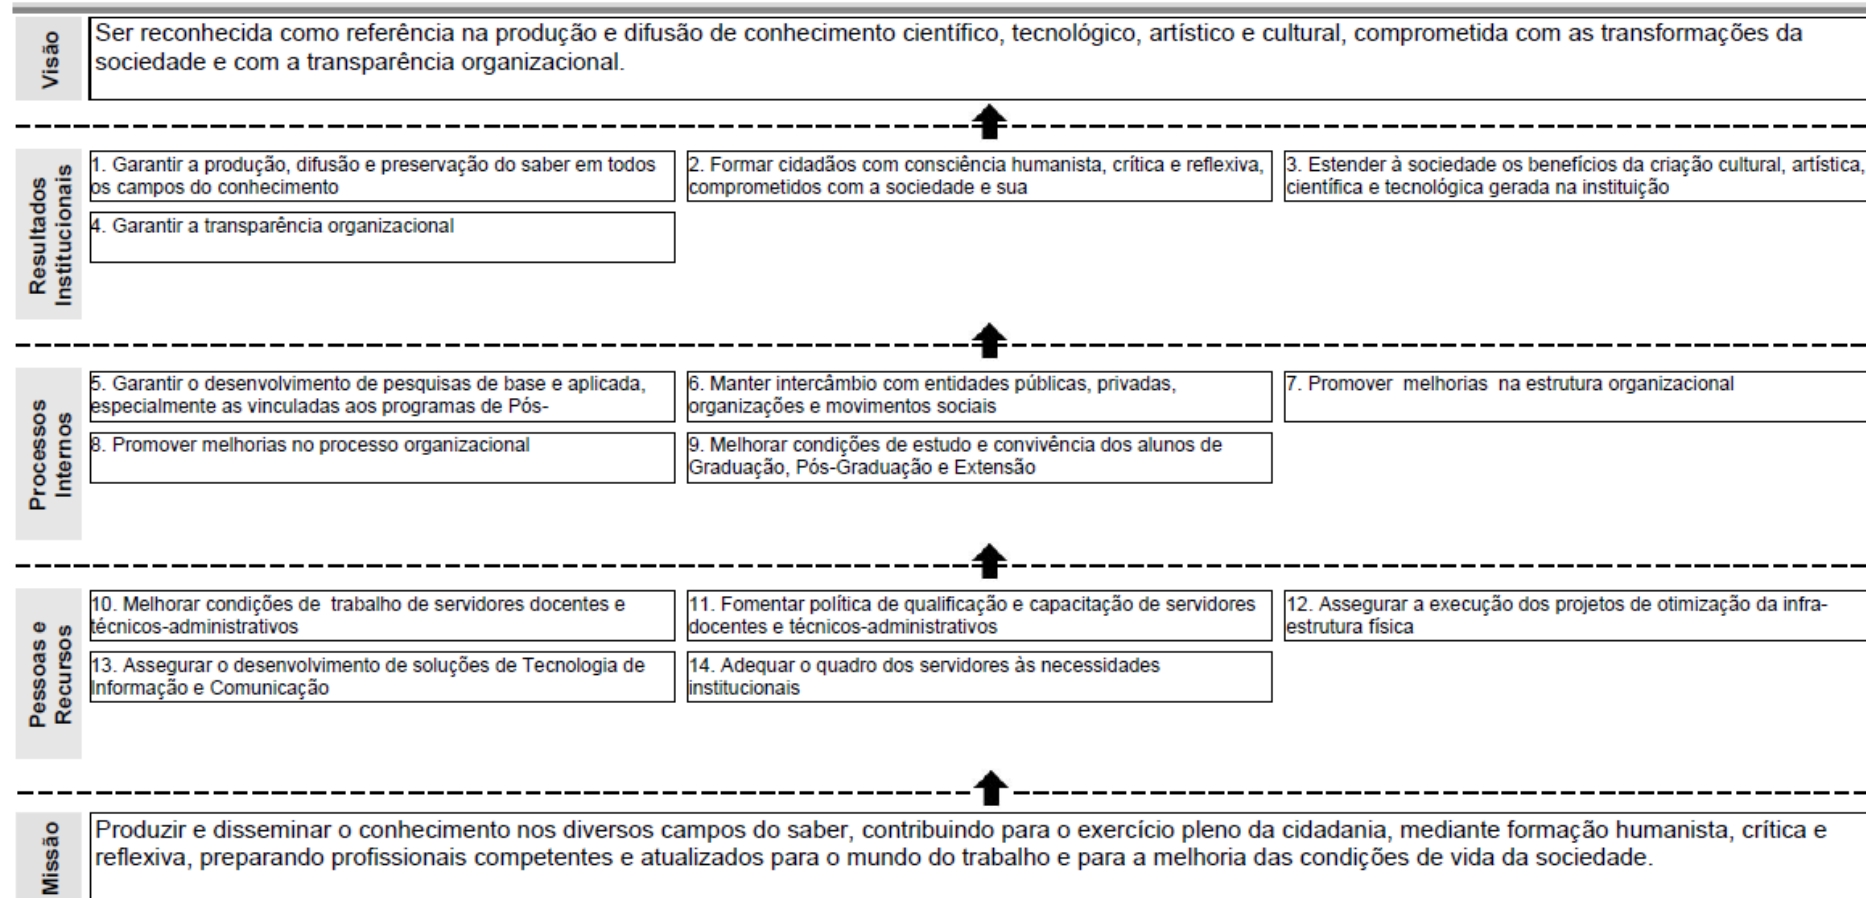 Visão
Ser reconhecida como referência na produção e difusão de conhecimento científico, tecnológico, artístico e cultural, comprometida com as transformações da
sociedade e com a transparência organizacional.
Resultados
Institucionais
1. Garantir a produção, difusão e preservação do saber em todos
os campos do conhecimento
2. Formar cidadãos com consciência humanista, crítica e reflexiva,
comprometidos com a sociedade e sua
3. Estender à sociedade os benefícios da criação cultural, artística,
científica e tecnológica gerada na instituição
4. Garantir a transparência organizacional
Processos
Internos
5. Garantir o desenvolvimento de pesquisas de base e aplicada,
especialmente as vinculadas aos programas de Pós-
6. Manter intercâmbio com entidades públicas, privadas,
organizações e movimentos sociais
7. Promover  melhorias  na estrutura organizacional
8. Promover melhorias no processo organizacional
9. Melhorar condições de estudo e convivência dos alunos de
Graduação, Pós-Graduação e Extensão
Pessoas e
Recursos
10. Melhorar condições de  trabalho de servidores docentes e
técnicos-administrativos
11. Fomentar política de qualificação e capacitação de servidores
docentes e técnicos-administrativos
12. Assegurar a execução dos projetos de otimização da infra-
estrutura física
13. Assegurar o desenvolvimento de soluções de Tecnologia de
Informação e Comunicação
14. Adequar o quadro dos servidores às necessidades
institucionais
Missão
Produzir e disseminar o conhecimento nos diversos campos do saber, contribuindo para o exercício pleno da cidadania, mediante formação humanista, crítica e
reflexiva, preparando profissionais competentes e atualizados para o mundo do trabalho e para a melhoria das condições de vida da sociedade.